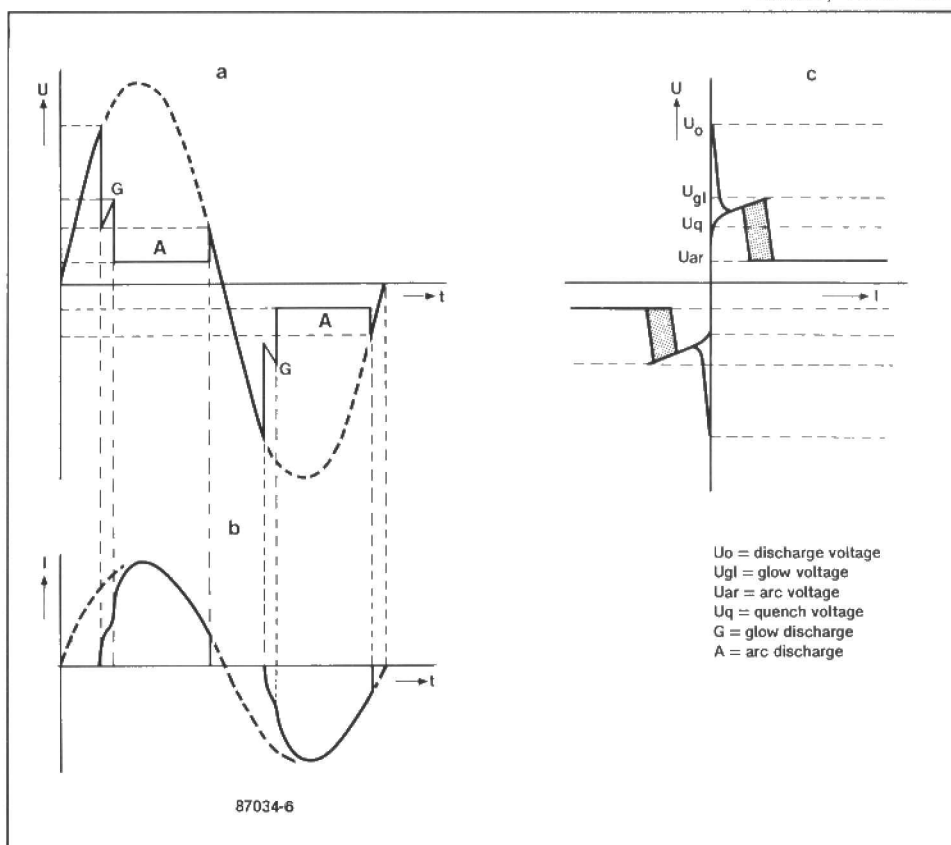 a
U
G
A
t
A
G
b
I
t
87034-6
c
U
Uo
Ugl
Uq
Uar
I
Uo = discharge voltage
Ugl = glow voltage
Uar = arc voltage
Uq = quench voltage
G = glow discharge
A = arc discharge